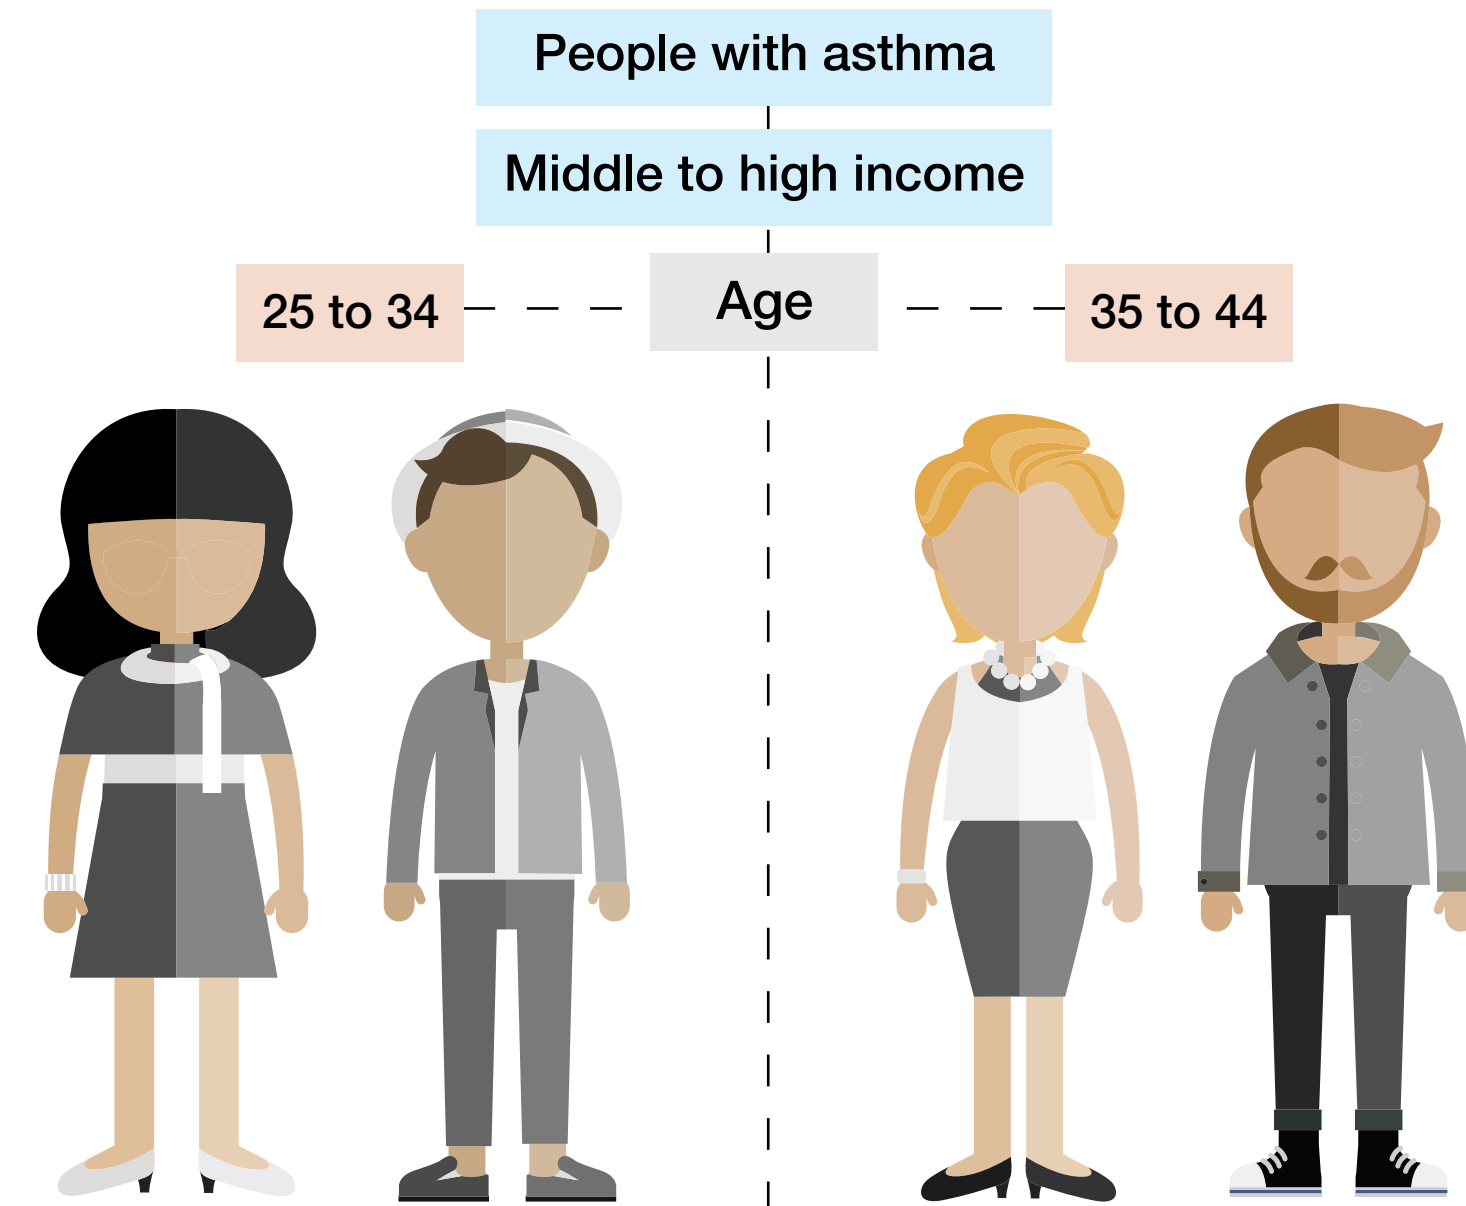 People with asthma
Middle to high income
Age
25 to 34
35 to 44